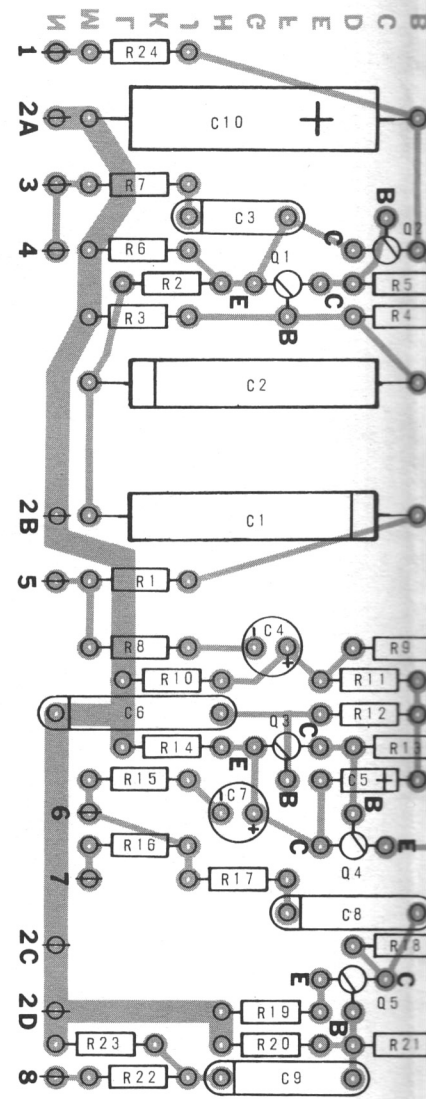 N M L K J H G F E D C B
1 R24
2A C10 +
3 R7
C3 B
4 R6 C Q2
Q1
R2 E C R5
R3 B R4
C2
2B C1
5 R1
R8 - C4 + R9
R10 R11
C6 R12
Q3 C
R14 E R13
R15 B C5 +
6 - C7 + B
R16 C Q4 E
7 R17
C8
2C R18
E C
Q5
2D R19 B
R23 R20 R21
8 R22 C9